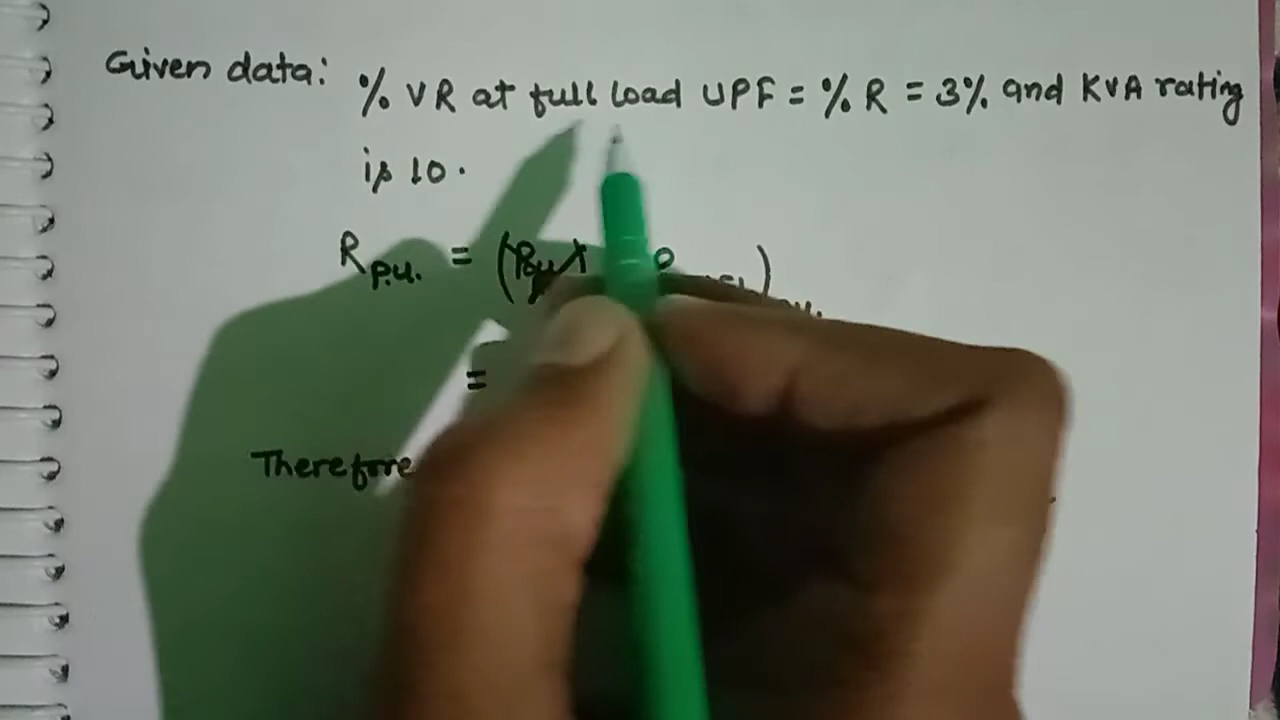 Given data: % VR at full load UPF = % R = 3% and KVA rating
is 10.
R p.u. = (
=
Therefore